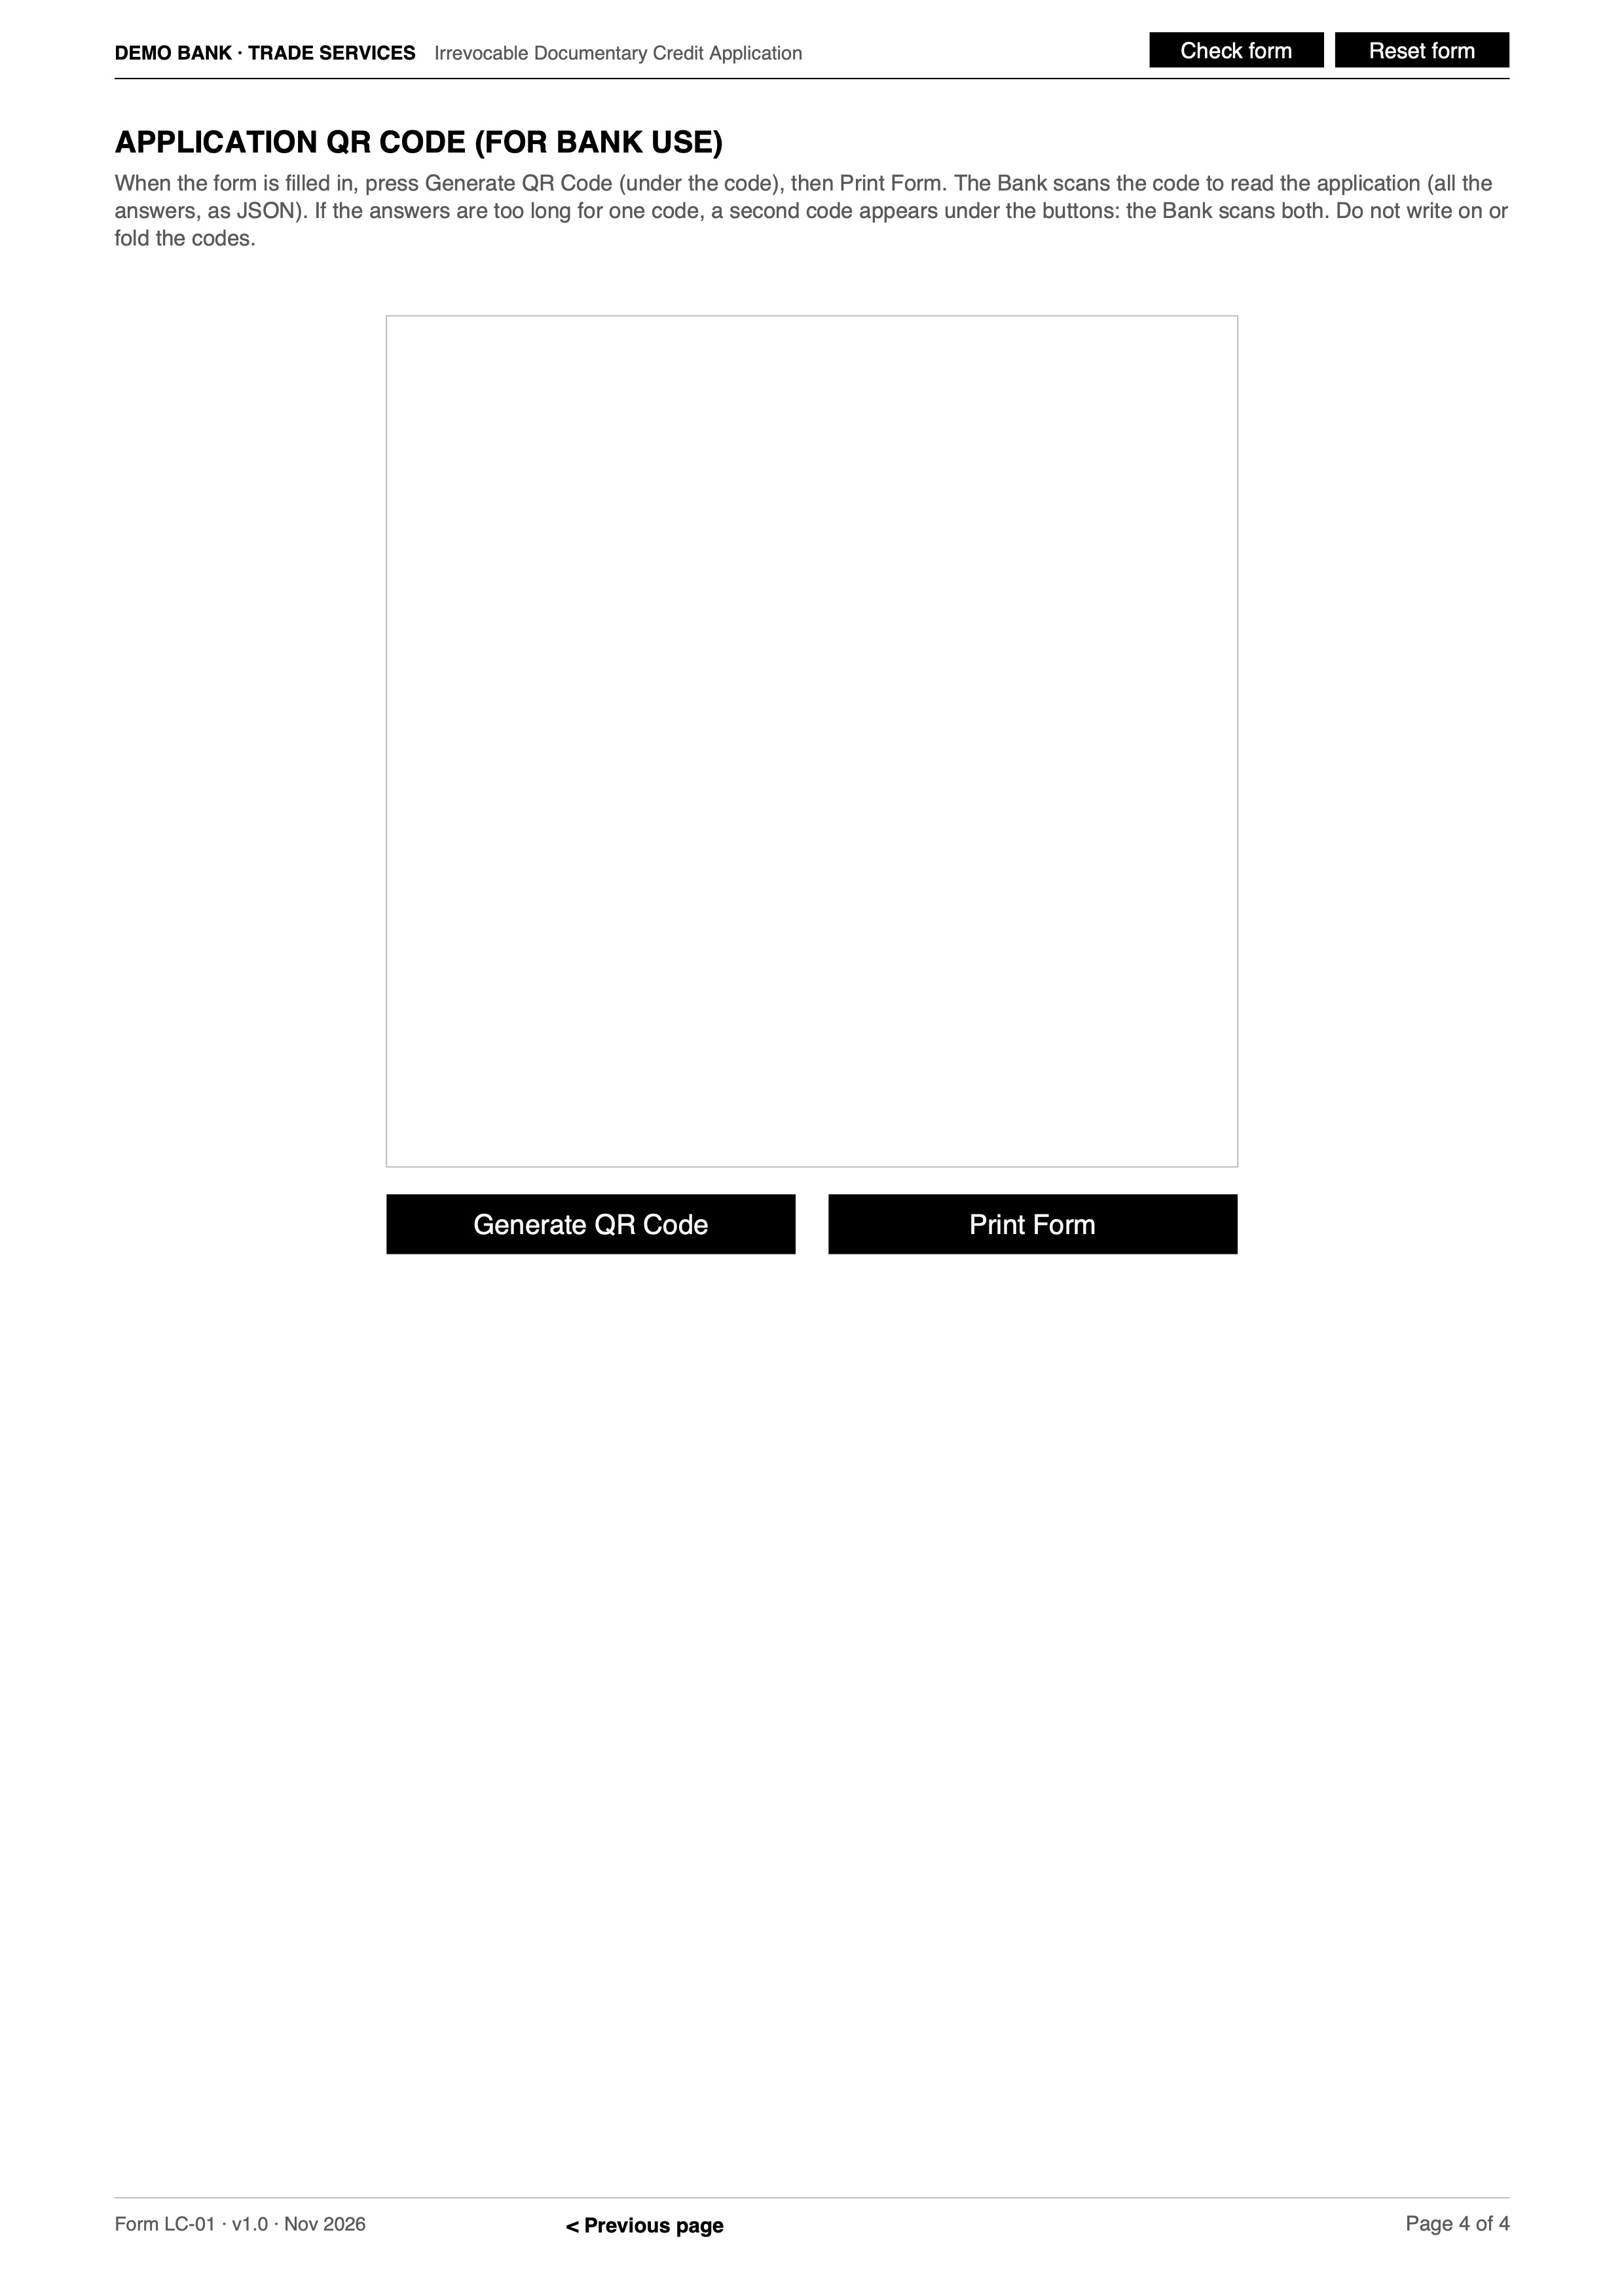 DEMO BANK · TRADE SERVICES Irrevocable Documentary Credit Application
Check form
Reset form
APPLICATION QR CODE (FOR BANK USE)
When the form is filled in, press Generate QR Code (under the code), then Print Form. The Bank scans the code to read the application (all the
answers, as JSON). If the answers are too long for one code, a second code appears under the buttons: the Bank scans both. Do not write on or
fold the codes.
Generate QR Code
Print Form
Form LC-01 · v1.0 · Nov 2026
< Previous page
Page 4 of 4